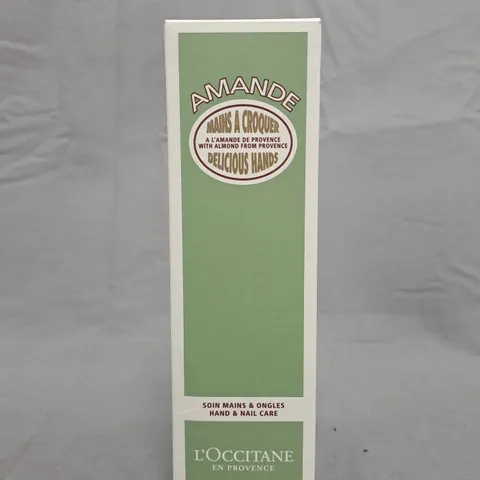 AMANDE
MAINS A CROQUER
A L'AMANDE DE PROVENCE
WITH ALMOND FROM PROVENCE
DELICIOUS HANDS
SOIN MAINS & ONGLES
HAND & NAIL CARE
L'OCCITANE
EN PROVENCE